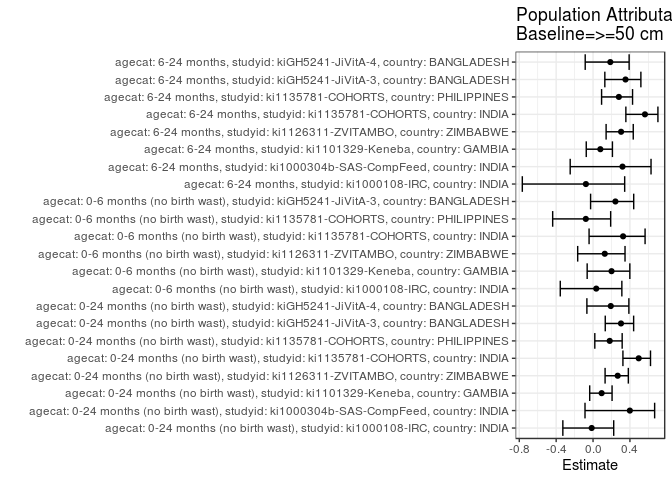 Population Attributa
Baseline=>=50 cm
agecat: 6-24 months, studyid: kiGH5241-JiVitA-4, country: BANGLADESH
agecat: 6-24 months, studyid: kiGH5241-JiVitA-3, country: BANGLADESH
agecat: 6-24 months, studyid: ki1135781-COHORTS, country: PHILIPPINES
agecat: 6-24 months, studyid: ki1135781-COHORTS, country: INDIA
agecat: 6-24 months, studyid: ki1126311-ZVITAMBO, country: ZIMBABWE
agecat: 6-24 months, studyid: ki1101329-Keneba, country: GAMBIA
agecat: 6-24 months, studyid: ki1000304b-SAS-CompFeed, country: INDIA
agecat: 6-24 months, studyid: ki1000108-IRC, country: INDIA
agecat: 0-6 months (no birth wast), studyid: kiGH5241-JiVitA-3, country: BANGLADESH
agecat: 0-6 months (no birth wast), studyid: ki1135781-COHORTS, country: PHILIPPINES
agecat: 0-6 months (no birth wast), studyid: ki1135781-COHORTS, country: INDIA
agecat: 0-6 months (no birth wast), studyid: ki1126311-ZVITAMBO, country: ZIMBABWE
agecat: 0-6 months (no birth wast), studyid: ki1101329-Keneba, country: GAMBIA
agecat: 0-6 months (no birth wast), studyid: ki1000108-IRC, country: INDIA
agecat: 0-24 months (no birth wast), studyid: kiGH5241-JiVitA-4, country: BANGLADESH
agecat: 0-24 months (no birth wast), studyid: kiGH5241-JiVitA-3, country: BANGLADESH
agecat: 0-24 months (no birth wast), studyid: ki1135781-COHORTS, country: PHILIPPINES
agecat: 0-24 months (no birth wast), studyid: ki1135781-COHORTS, country: INDIA
agecat: 0-24 months (no birth wast), studyid: ki1126311-ZVITAMBO, country: ZIMBABWE
agecat: 0-24 months (no birth wast), studyid: ki1101329-Keneba, country: GAMBIA
agecat: 0-24 months (no birth wast), studyid: ki1000304b-SAS-CompFeed, country: INDIA
agecat: 0-24 months (no birth wast), studyid: ki1000108-IRC, country: INDIA
-0.8 -0.4 0.0 0.4
Estimate